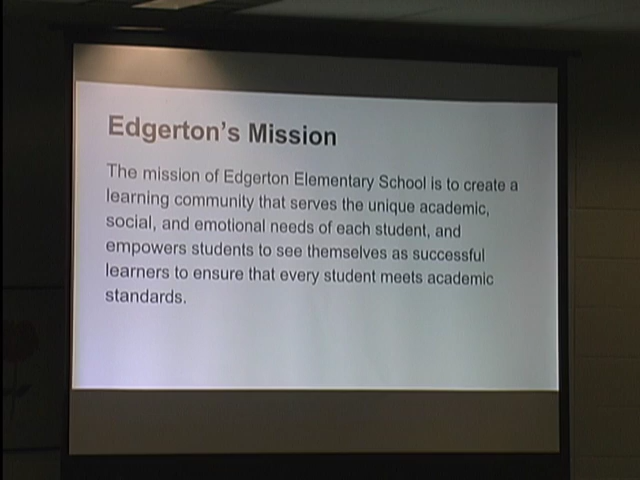 Edgerton's Mission
The mission of Edgerton Elementary School is to create a
learning community that serves the unique academic,
social, and emotional needs of each student, and
empowers students to see themselves as successful
learners to ensure that every student meets academic
standards.